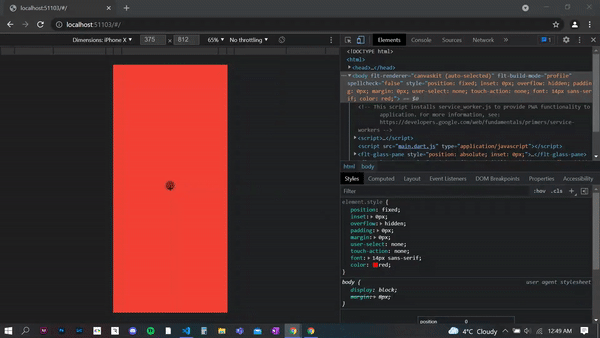 localhost:51103/#/
localhost:51103/#/
Dimensions: iPhone X 375 x 812 65% No throttling
Elements Console Sources Network
<!DOCTYPE html>
<html>
<head>…</head>
<body flt-renderer="canvaskit (auto-selected)" flt-build-mode="profile"
spellcheck="false" style="position: fixed; inset: 0px; overflow: hidden; paddin
g: 0px; margin: 0px; user-select: none; touch-action: none; font: 14px sans-ser
if; color: red;"> == $0
<!-- This script installs service_worker.js to provide PWA functionality to
application. For more information, see:
https://developers.google.com/web/fundamentals/primers/service-
workers -->
<script>…</script>
<script src="main.dart.js" type="application/javascript"></script>
<flt-glass-pane style="position: absolute; inset: 0px;">…</flt-glass-pane>
html body
Styles Computed Layout Event Listeners DOM Breakpoints Properties Accessibility
Filter :hov .cls +
element.style {
position: fixed;
inset: 0px;
overflow: hidden;
padding: 0px;
margin: 0px;
user-select: none;
touch-action: none;
font: 14px sans-serif;
color: red;
}
body { user agent stylesheet
display: block;
margin: 8px;
}
position 0
4°C Cloudy 12:49 AM